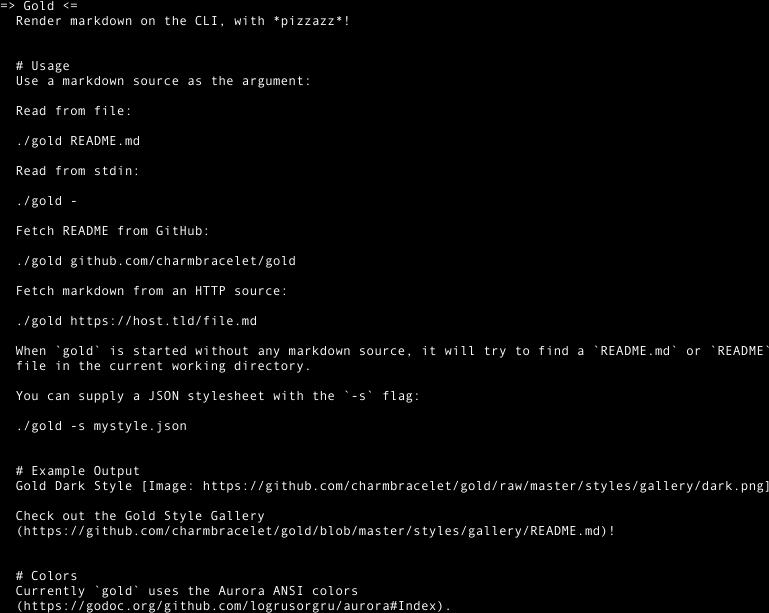 => Gold <=
Render markdown on the CLI, with *pizzazz*!
# Usage
Use a markdown source as the argument:
Read from file:
./gold README.md
Read from stdin:
./gold -
Fetch README from GitHub:
./gold github.com/charmbracelet/gold
Fetch markdown from an HTTP source:
./gold https://host.tld/file.md
When `gold` is started without any markdown source, it will try to find a `README.md` or `README`
file in the current working directory.
You can supply a JSON stylesheet with the `-s` flag:
./gold -s mystyle.json
# Example Output
Gold Dark Style [Image: https://github.com/charmbracelet/gold/raw/master/styles/gallery/dark.png]
Check out the Gold Style Gallery
(https://github.com/charmbracelet/gold/blob/master/styles/gallery/README.md)!
# Colors
Currently `gold` uses the Aurora ANSI colors
(https://godoc.org/github.com/logrusorgru/aurora#Index).